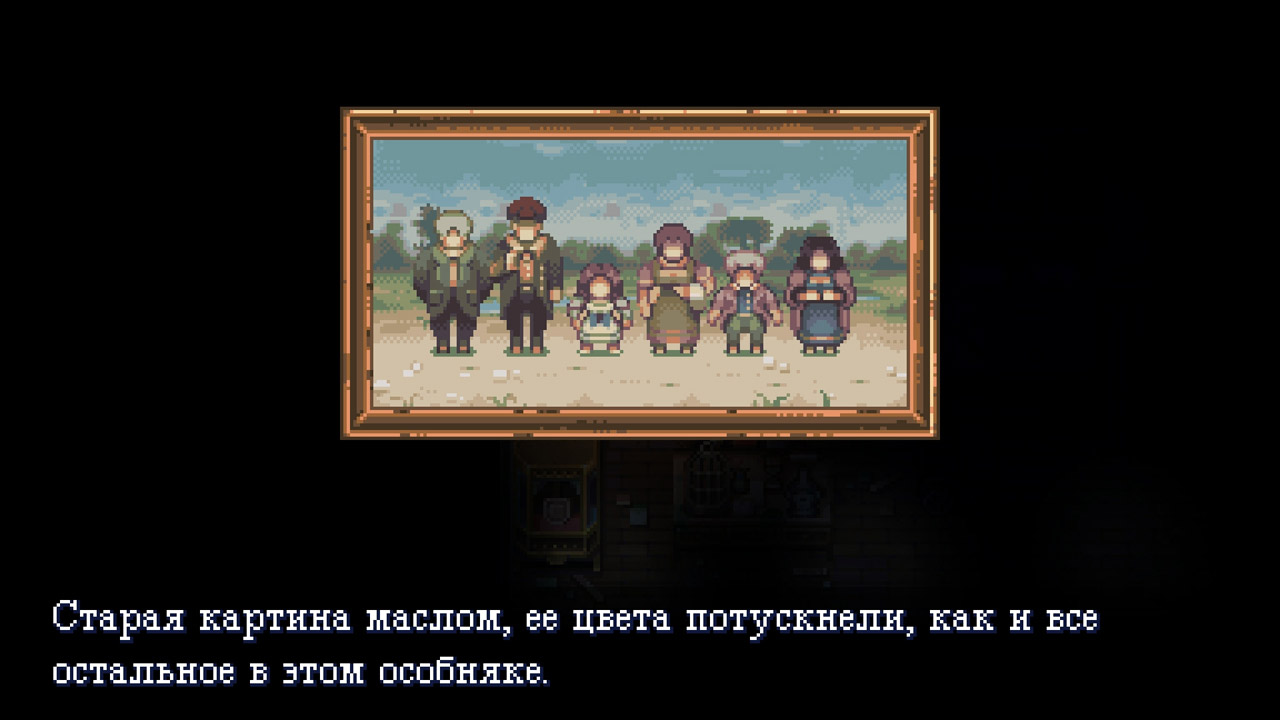 Старая картина маслом, ее цвета потускнели, как и все
остальное в этом особняке.